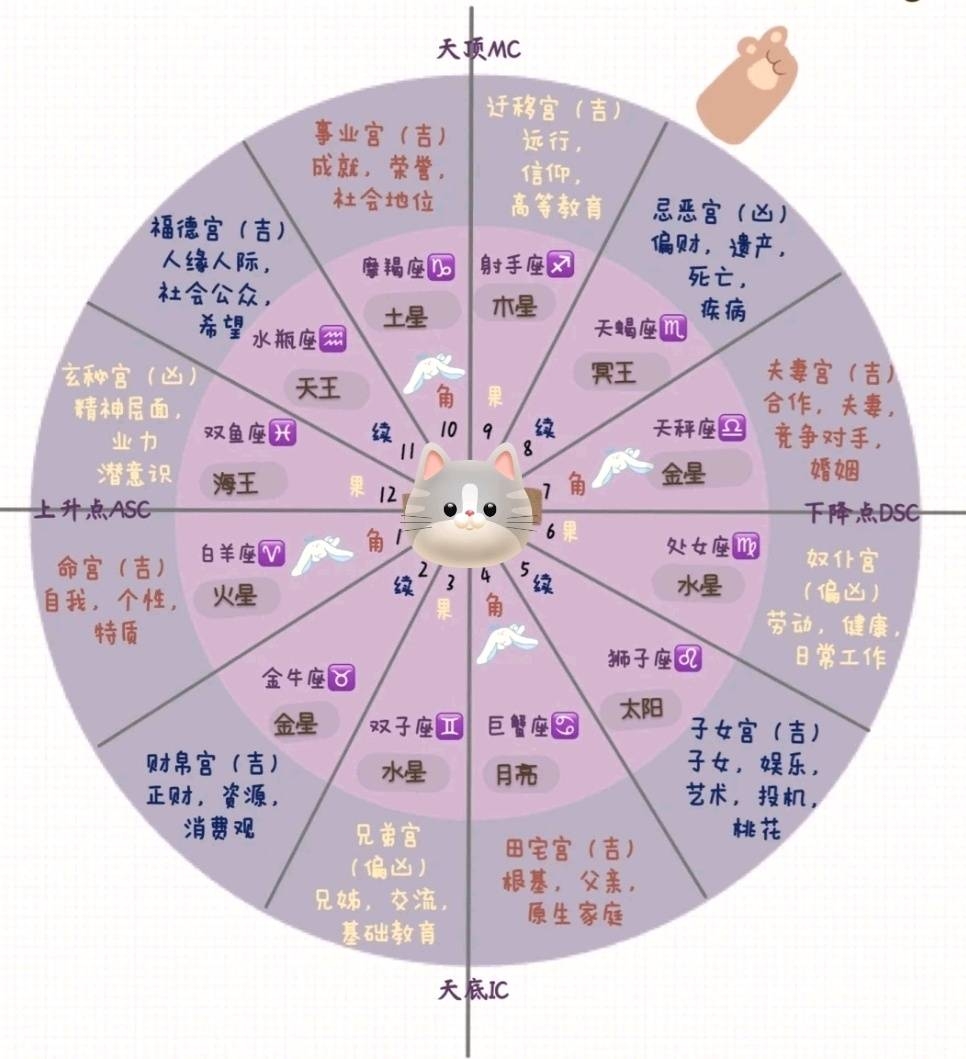 天顶MC
迁移宫（吉）
远行，
信仰，
高等教育
事业宫（吉）
成就，荣誉，
社会地位
忌恶宫（凶）
偏财，遗产，
死亡，
疾病
福德宫（吉）
人缘人际，
社会公众，
希望
摩羯座♑
土星
射手座♐
木星
水瓶座♒
天王
天蝎座♏
冥王
玄秘宫（凶）
精神层面，
业力
潜意识
夫妻宫（吉）
合作，夫妻，
竞争对手，
婚姻
双鱼座♓
海王
天秤座♎
金星
角
果
续
续
10
9
11
8
果
12
角
7
上升点ASC
下降点DSC
角
1
6
果
2
3
4
5
续
果
角
续
白羊座♈
火星
处女座♍
水星
命宫（吉）
自我，个性，
特质
奴仆宫
（偏凶）
劳动，健康，
日常工作
金牛座♉
金星
狮子座♌
太阳
双子座♊
水星
巨蟹座♋
月亮
财帛宫（吉）
正财，資源，
消费观
子女宫（吉）
子女，娱乐，
艺术，投机，
桃花
兄弟宫
（偏凶）
兄姊，交流，
基础教育
田宅宫（吉）
根基，父亲，
原生家庭
天底IC